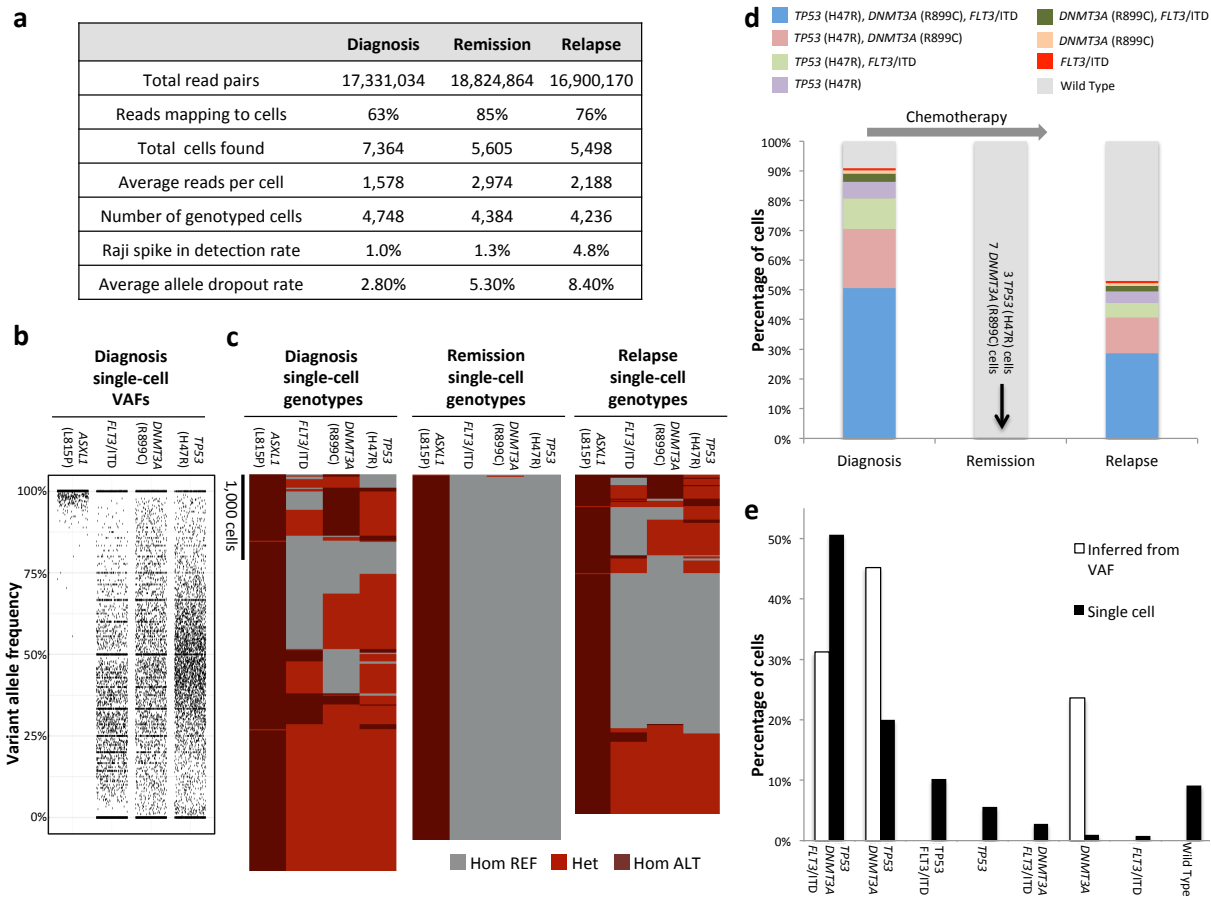 a
Diagnosis Remission Relapse
Total read pairs 17,331,034 18,824,864 16,900,170
Reads mapping to cells 63% 85% 76%
Total cells found 7,364 5,605 5,498
Average reads per cell 1,578 2,974 2,188
Number of genotyped cells 4,748 4,384 4,236
Raji spike in detection rate 1.0% 1.3% 4.8%
Average allele dropout rate 2.80% 5.30% 8.40%
b
Diagnosis
single-cell
VAFs
ASXL1
(L815P)
FLT3/ITD
DNMT3A
(R899C)
TP53
(H47R)
Variant allele frequency
100%
75%
50%
25%
0%
c
Diagnosis
single-cell
genotypes
Remission
single-cell
genotypes
Relapse
single-cell
genotypes
ASXL1
(L815P)
FLT3/ITD
DNMT3A
(R899C)
TP53
(H47R)
ASXL1
(L815P)
FLT3/ITD
DNMT3A
(R899C)
TP53
(H47R)
ASXL1
(L815P)
FLT3/ITD
DNMT3A
(R899C)
TP53
(H47R)
1,000 cells
Hom REF
Het
Hom ALT
d
TP53 (H47R), DNMT3A (R899C), FLT3/ITD
TP53 (H47R), DNMT3A (R899C)
TP53 (H47R), FLT3/ITD
TP53 (H47R)
DNMT3A (R899C), FLT3/ITD
DNMT3A (R899C)
FLT3/ITD
Wild Type
Chemotherapy
Percentage of cells
100%
90%
80%
70%
60%
50%
40%
30%
20%
10%
0%
3 TP53 (H47R) cells
7 DNMT3A (R899C) cells
Diagnosis
Remission
Relapse
e
Percentage of cells
50%
40%
30%
20%
10%
0%
Inferred from
VAF
Single cell
TP53
DNMT3A
FLT3/ITD
TP53
DNMT3A
TP53
FLT3/ITD
TP53
DNMT3A
FLT3/ITD
DNMT3A
FLT3/ITD
Wild Type